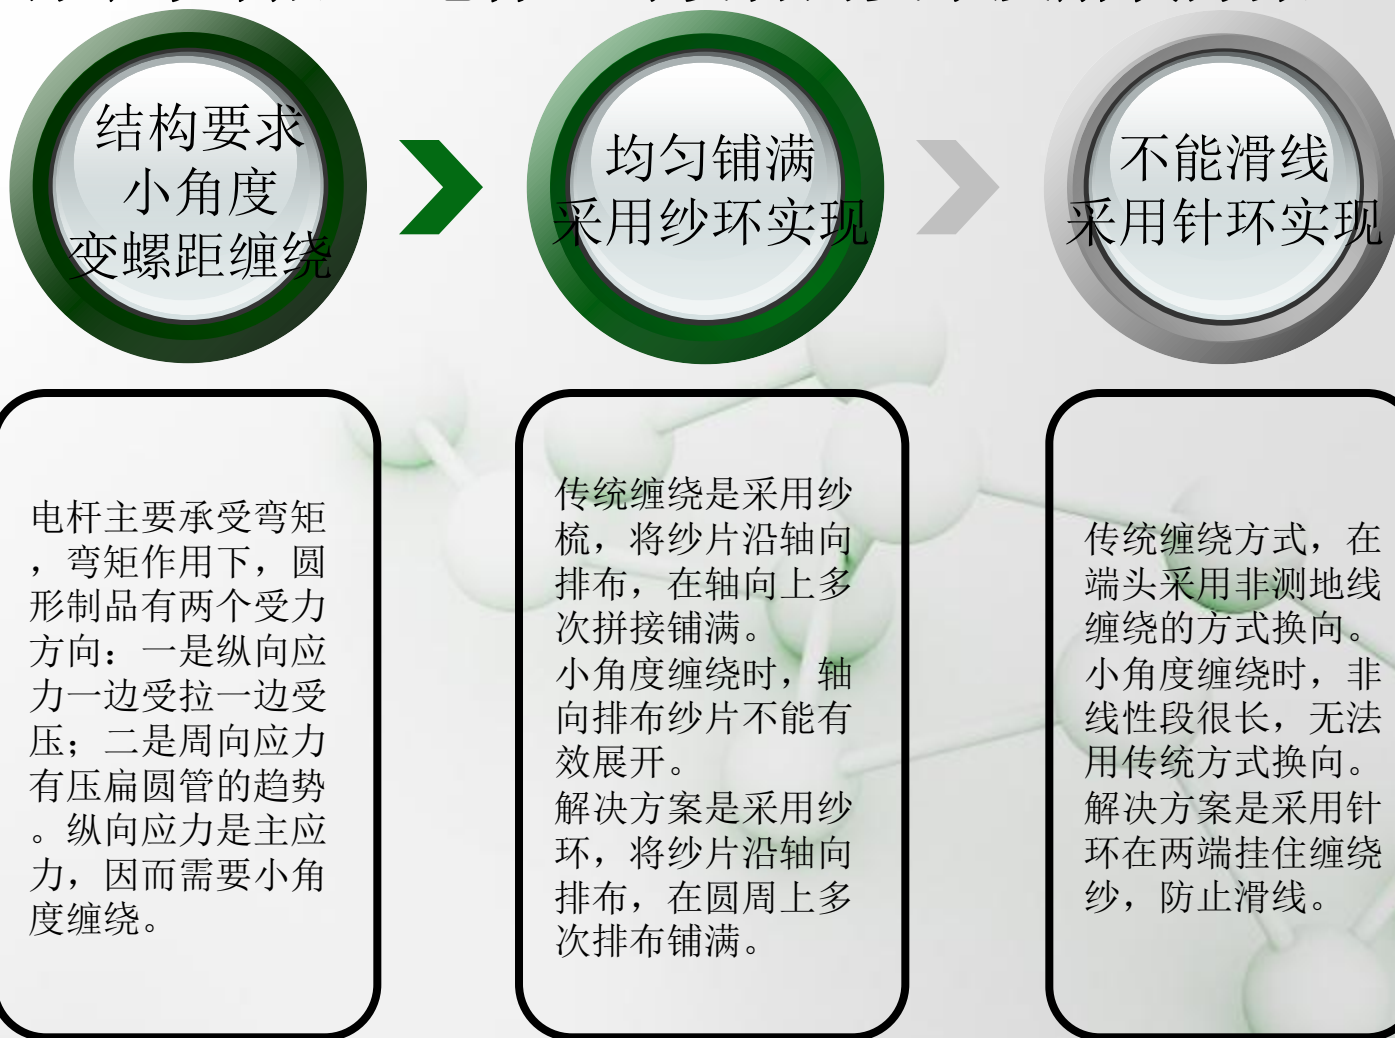 结构要求
小角度
变螺距缠绕
均匀铺满
采用纱环实现
不能滑线
采用针环实现
电杆主要承受弯矩
，弯矩作用下，圆
形制品有两个受力
方向：一是纵向应
力一边受拉一边受
压；二是周向应力
有压扁圆管的趋势
。纵向应力是主应
力，因而需要小角
度缠绕。
传统缠绕是采用纱
梳，将纱片沿轴向
排布，在轴向上多
次拼接铺满。
小角度缠绕时，轴
向排布纱片不能有
效展开。
解决方案是采用纱
环，将纱片沿轴向
排布，在圆周上多
次排布铺满。
传统缠绕方式，在
端头采用非测地线
缠绕的方式换向。
小角度缠绕时，非
线性段很长，无法
用传统方式换向。
解决方案是采用针
环在两端挂住缠绕
纱，防止滑线。